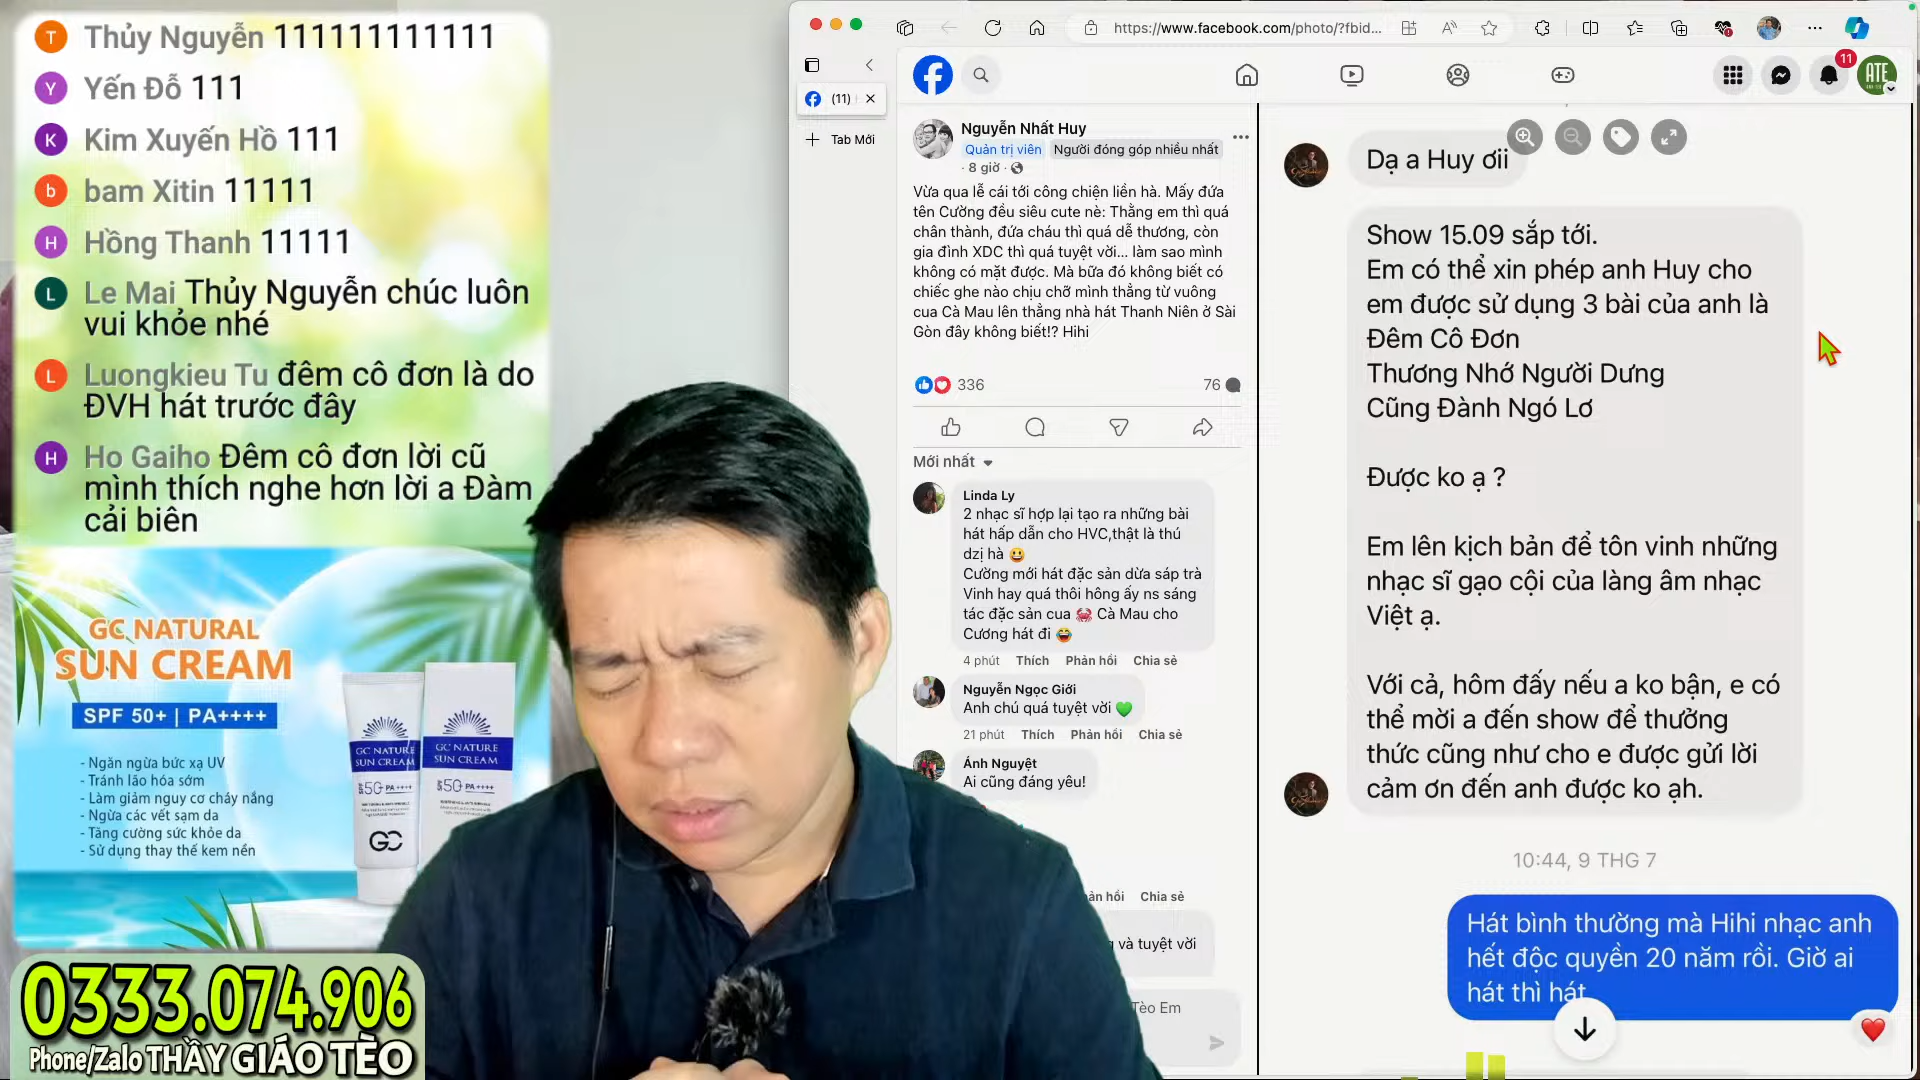 T Thủy Nguyễn 111111111111
Y Yến Đỗ 111
K Kim Xuyến Hồ 111
b bam Xitin 11111
H Hồng Thanh 11111
L Le Mai Thủy Nguyễn chúc luôn
vui khỏe nhé
L Luongkieu Tu đêm cô đơn là do
ĐVH hát trước đây
H Ho Gaiho Đêm cô đơn lời cũ
mình thích nghe hơn lời a Đàm
cải biên
GC NATURAL
SUN CREAM
SPF 50+ | PA++++
- Ngăn ngừa bức xạ UV
- Tránh lão hóa sớm
- Làm giảm nguy cơ cháy nắng
- Ngừa các vết sạm da
- Tăng cường sức khỏe da
- Sử dụng thay thế kem nền
GC NATURE
SUN CREAM
50+ PA++++
GC
GC NATURE
SUN CREAM
50+ PA++++
0333.074.906
Phone/Zalo THẦY GIÁO TÈO
https://www.facebook.com/photo/?fbid...
(11)
Tab Mới
11
ATE
Nguyễn Nhất Huy
Quản trị viên Người đóng góp nhiều nhất
· 8 giờ ·
Vừa qua lễ cái tới công chiện liền hà. Mấy đứa
tên Cường đều siêu cute nè: Thằng em thì quá
chân thành, đứa cháu thì quá dễ thương, còn
gia đình XDC thì quá tuyệt vời... làm sao mình
không có mặt được. Mà bữa đó không biết có
chiếc ghe nào chịu chở mình thẳng từ vuông
cua Cà Mau lên thẳng nhà hát Thanh Niên ở Sài
Gòn đây không biết!? Hihi
336 76
Mới nhất
Linda Ly
2 nhạc sĩ hợp lại tạo ra những bài
hát hấp dẫn cho HVC,thật là thú
dzị hà 😀
Cường mới hát đặc sản dừa sáp trà
Vinh hay quá thôi hông ấy ns sáng
tác đặc sản cua 🦀 Cà Mau cho
Cương hát đi 😂
4 phút Thích Phản hồi Chia sẻ
Nguyễn Ngọc Giới
Anh chú quá tuyệt vời 💚
21 phút Thích Phản hồi Chia sẻ
Ánh Nguyệt
Ai cũng đáng yêu!
hồi Chia sẻ
và tuyệt vời
Tèo Em
Dạ a Huy ơii
Show 15.09 sắp tới.
Em có thể xin phép anh Huy cho
em được sử dụng 3 bài của anh là
Đêm Cô Đơn
Thương Nhớ Người Dưng
Cũng Đành Ngó Lơ
Được ko ạ ?
Em lên kịch bản để tôn vinh những
nhạc sĩ gạo cội của làng âm nhạc
Việt ạ.
Với cả, hôm đấy nếu a ko bận, e có
thể mời a đến show để thưởng
thức cũng như cho e được gửi lời
cảm ơn đến anh được ko ạh.
10:44, 9 THG 7
Hát bình thường mà Hihi nhạc anh
hết độc quyền 20 năm rồi. Giờ ai
hát thì hát